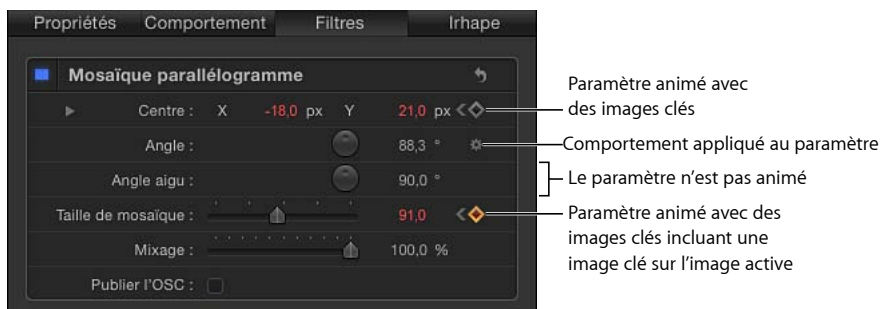 Propriétés Comportement Filtres Irhape
Mosaïque parallélogramme
Centre : X -18,0 px Y 21,0 px
Angle : 88,3 °
Angle aigu : 90,0 °
Taille de mosaïque : 91,0
Mixage : 100,0 %
Publier l'OSC :
Paramètre animé avec
des images clés
Comportement appliqué au paramètre
Le paramètre n'est pas animé
Paramètre animé avec des
images clés incluant une
image clé sur l'image active